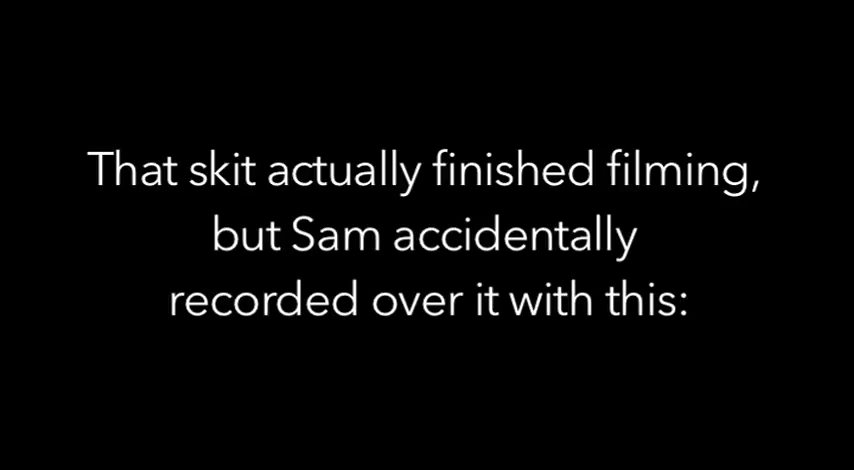 That skit actually finished filming,
but Sam accidentally
recorded over it with this: